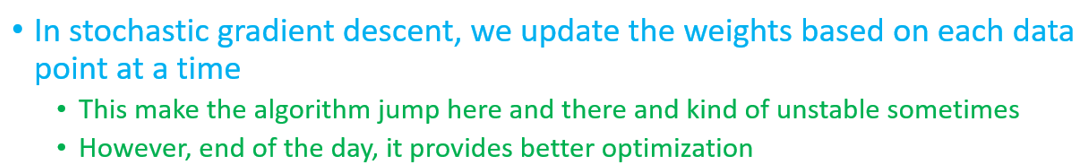 • In stochastic gradient descent, we update the weights based on each data
point at a time
• This make the algorithm jump here and there and kind of unstable sometimes
• However, end of the day, it provides better optimization